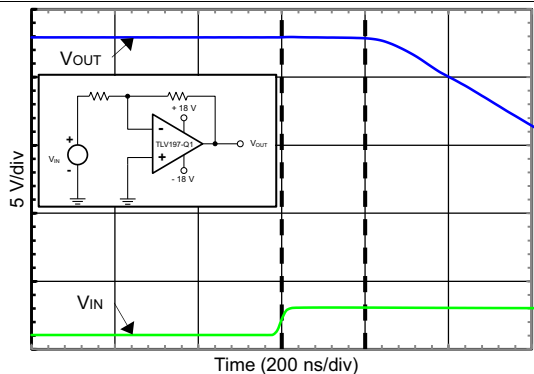 VOUT
+ 18 V
-
TLV197-Q1
+
VOUT
- 18 V
+
VIN
-
5 V/div
VIN
Time (200 ns/div)